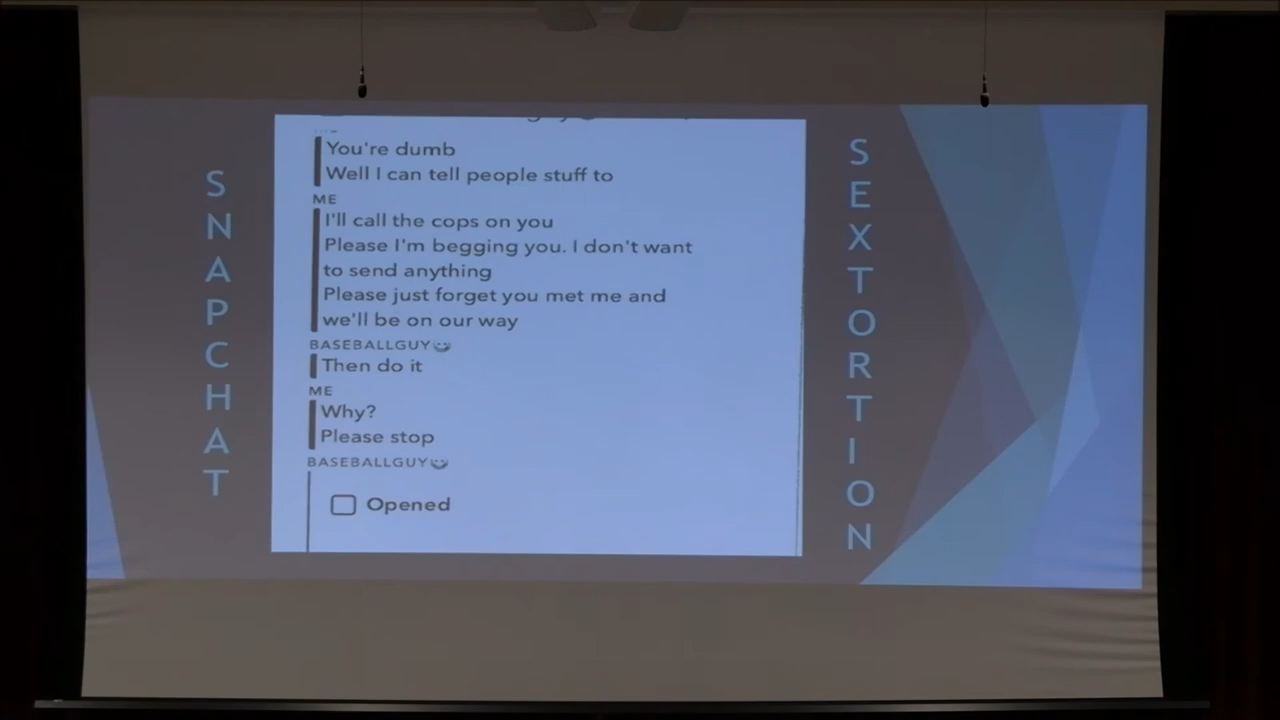 SNAPCHAT
You're dumb
Well I can tell people stuff to
ME
I'll call the cops on you
Please I'm begging you. I don't want
to send anything
Please just forget you met me and
we'll be on our way
BASEBALLGUY
Then do it
ME
Why?
Please stop
BASEBALLGUY
Opened
SEXTORTION